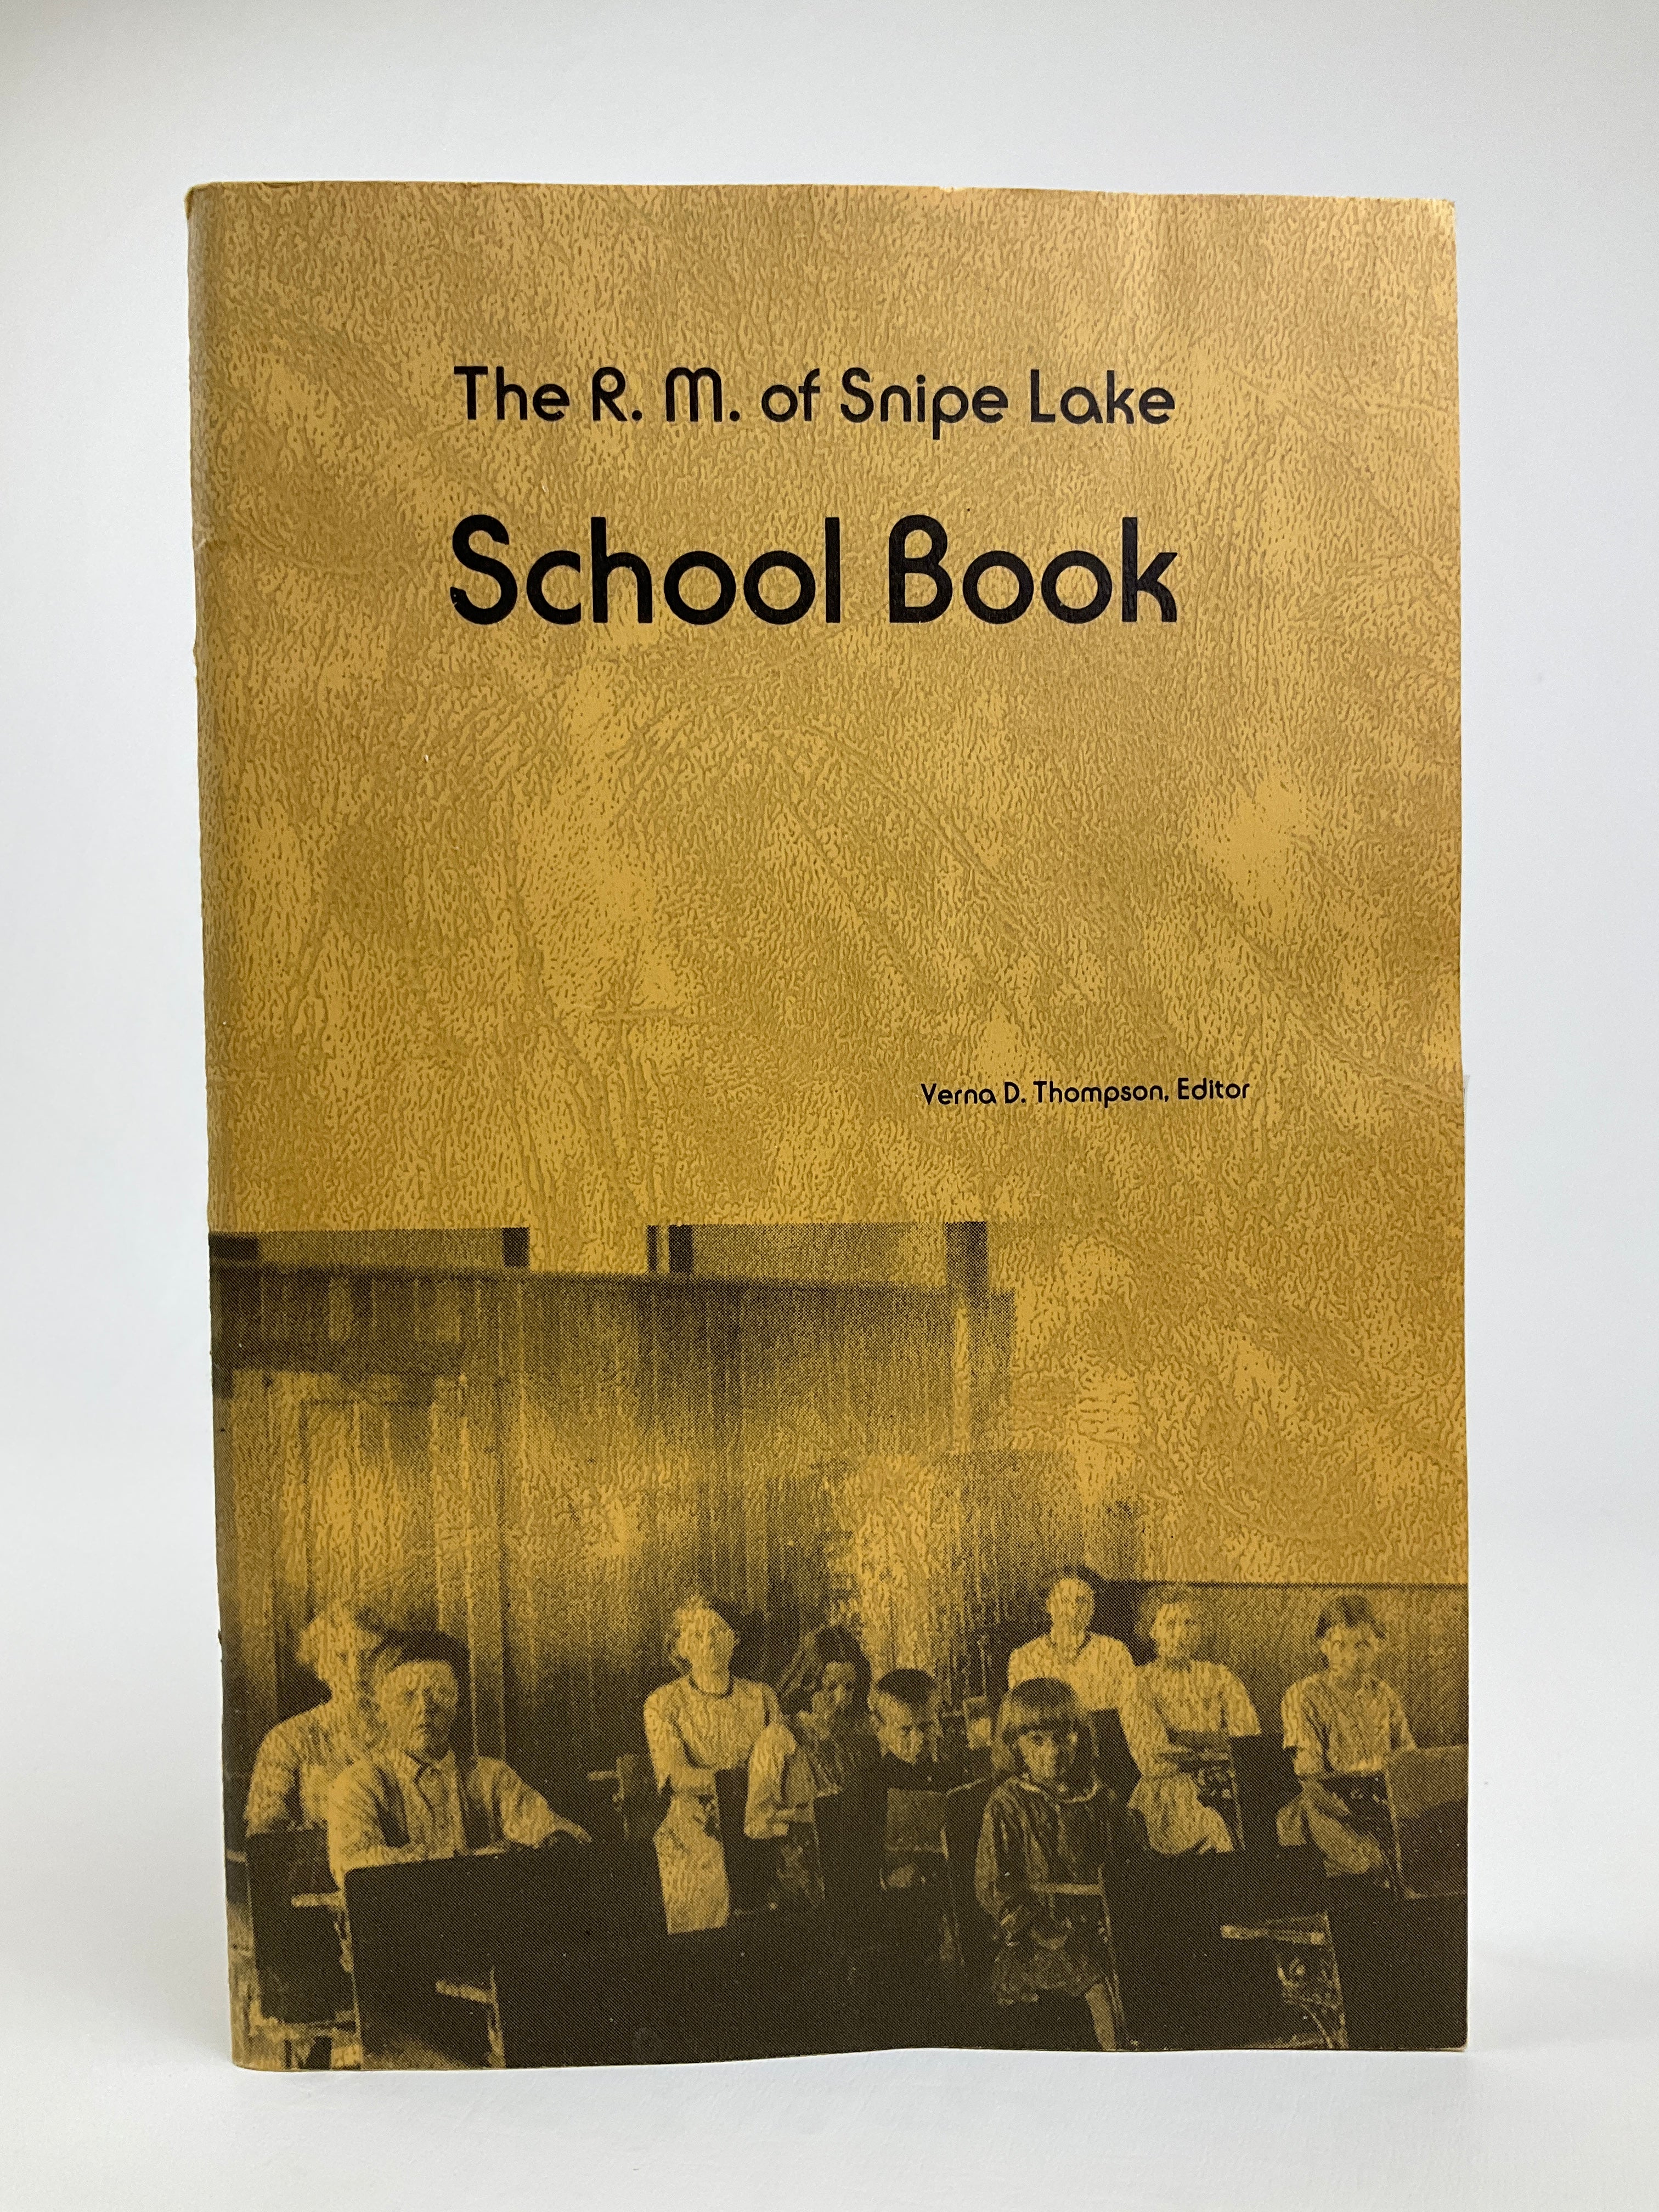 The R. M. of Snipe Lake
School Book
Verna D. Thompson, Editor